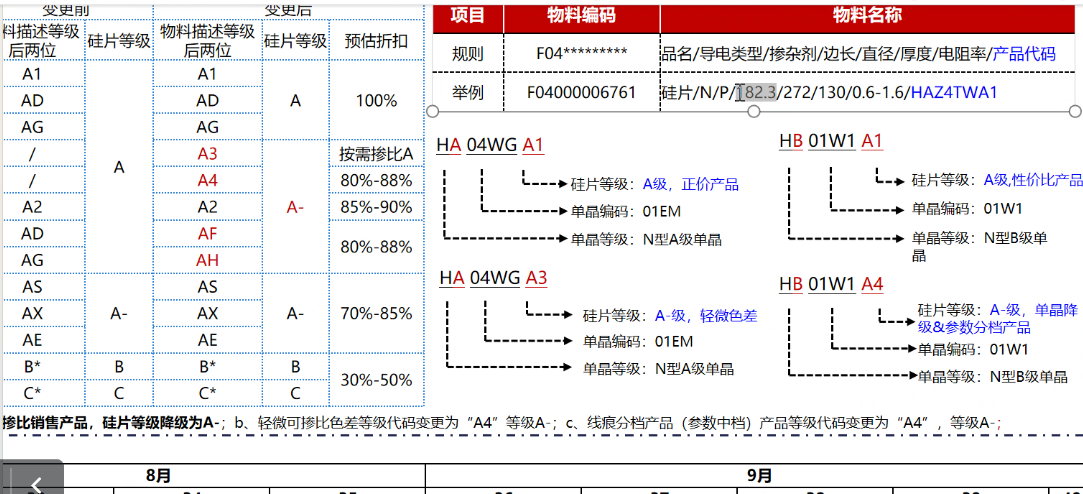 变更前 变更后
料描述等级后两位 硅片等级 物料描述等级后两位 硅片等级 预估折扣
A1 A A1 A 100%
AD AD
AG AG
/ A3 A- 按需掺比A
/ A4 80%-88%
A2 A2 85%-90%
AD AF 80%-88%
AG AH
AS A- AS A- 70%-85%
AX AX
AE AE
B* B B* B 30%-50%
C* C C* C
项目 物料编码 物料名称
规则 F04********* 品名/导电类型/掺杂剂/边长/直径/厚度/电阻率/产品代码
举例 F04000006761 硅片/N/P/182.3/272/130/0.6-1.6/HAZ4TWA1
HA 04WG A1
硅片等级：A级，正价产品
单晶编码：01EM
单晶等级：N型A级单晶
HB 01W1 A1
硅片等级：A级,性价比产品
单晶编码：01W1
单晶等级：N型B级单
晶
HA 04WG A3
硅片等级：A-级，轻微色差
单晶编码：01EM
单晶等级：N型A级单晶
HB 01W1 A4
硅片等级：A-级，单晶降
级&参数分档产品
单晶编码：01W1
单晶等级：N型B级单晶
掺比销售产品，硅片等级降级为A-；b、轻微可掺比色差等级代码变更为“A4”等级A-；c、线痕分档产品（参数中档）产品等级代码变更为“A4”，等级A-；
8月 9月